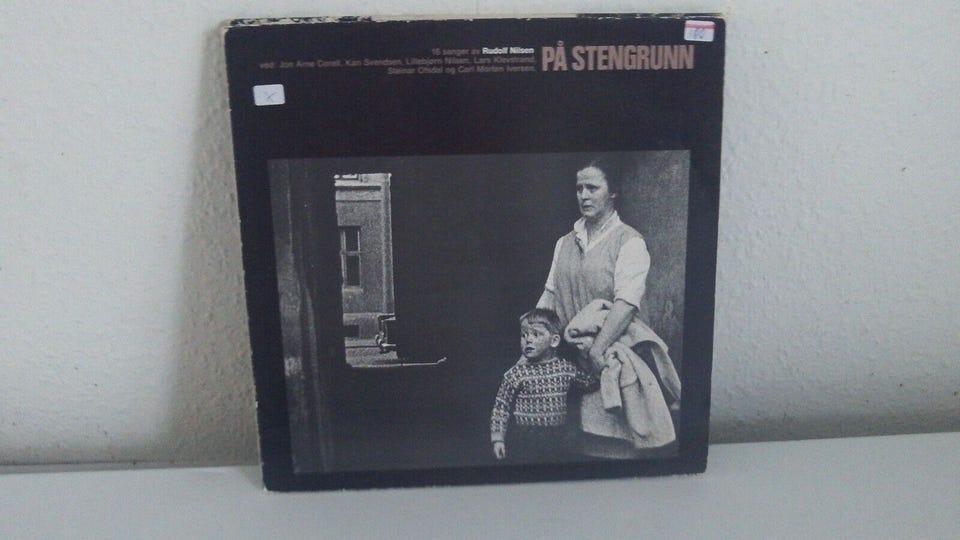 16 sanger av Rudolf Nilsen
ved: Jon Arne Corell, Kari Svendsen, Lillebjørn Nilsen, Lars Klevstrand,
Steinar Ofsdal og Carl Morten Iversen.
PÅ STENGRUNN